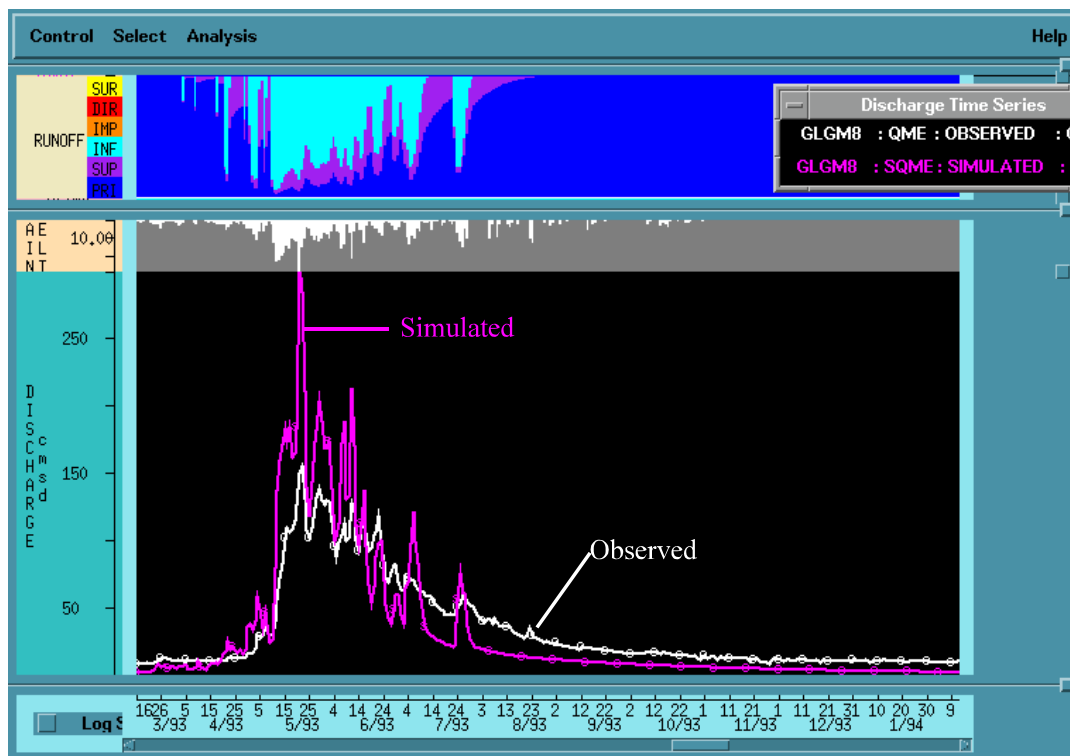 Control Select Analysis Help
SUR
DIR
IMP
INF
SUP
PRI
RUNOFF
Discharge Time Series
GLGM8 : QME : OBSERVED :
GLGM8 : SQME : SIMULATED :
AE
IL
NT
10.00
250
150
50
DISCHARGE
cmsd
Simulated
Observed
Log S
16 26 5 15 25 5 15 25 4 14 24 4 14 24 3 13 23 2 12 22 2 12 22 1 11 21 1 11 21 31 10 20 30 9
3/93 4/93 5/93 6/93 7/93 8/93 9/93 10/93 11/93 12/93 1/94